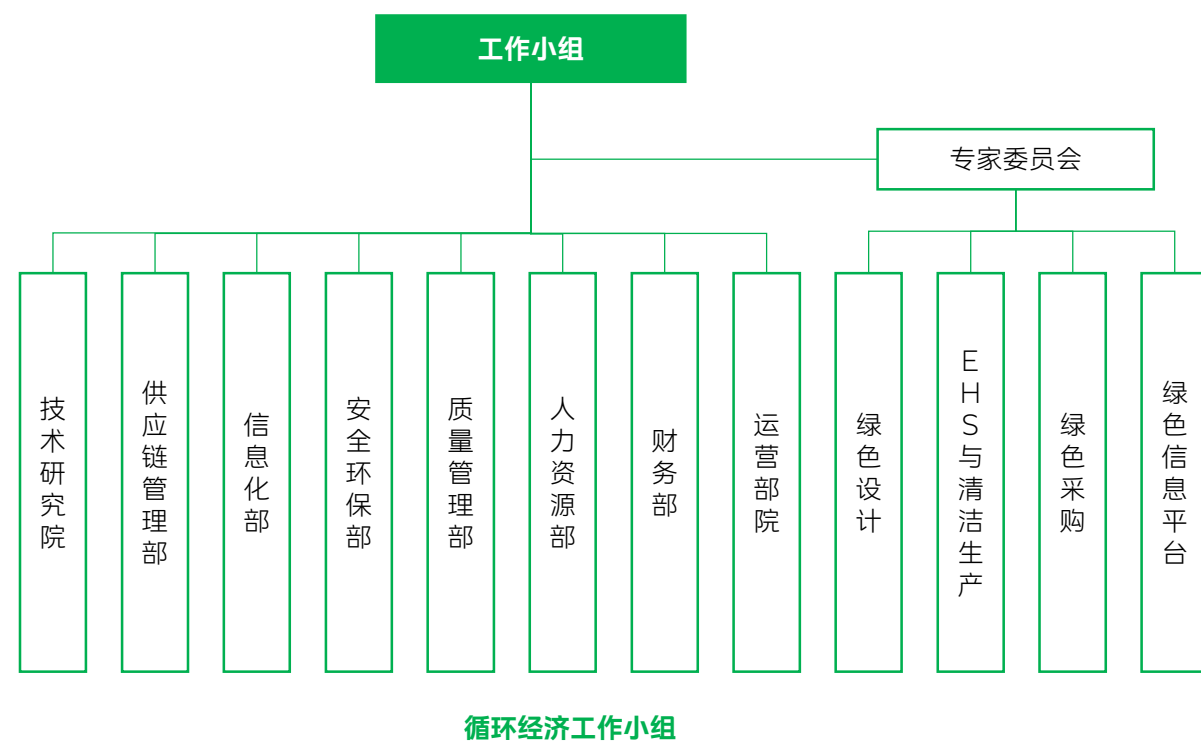 工作小组
专家委员会
技术研究院
供应链管理部
信息化部
安全环保部
质量管理部
人力资源部
财务部
运营部院
绿色设计
EHS与清洁生产
绿色采购
绿色信息平台
循环经济工作小组